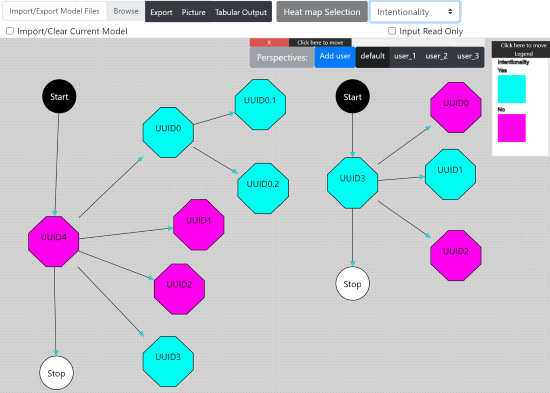 Import/Export Model Files Browse Export Picture Tabular Output Heat map Selection Intentionality
Import/Clear Current Model Input Read Only
X Click here to move
Perspectives: Add user default user_1 user_2 user_3
Click here to move
Legend
Intentionality
Yes
No
Start
UUID0
UUID0.1
UUID0.2
UUID4
UUID1
UUID2
UUID3
Stop
Start
UUID0
UUID3
UUID1
UUID2
Stop